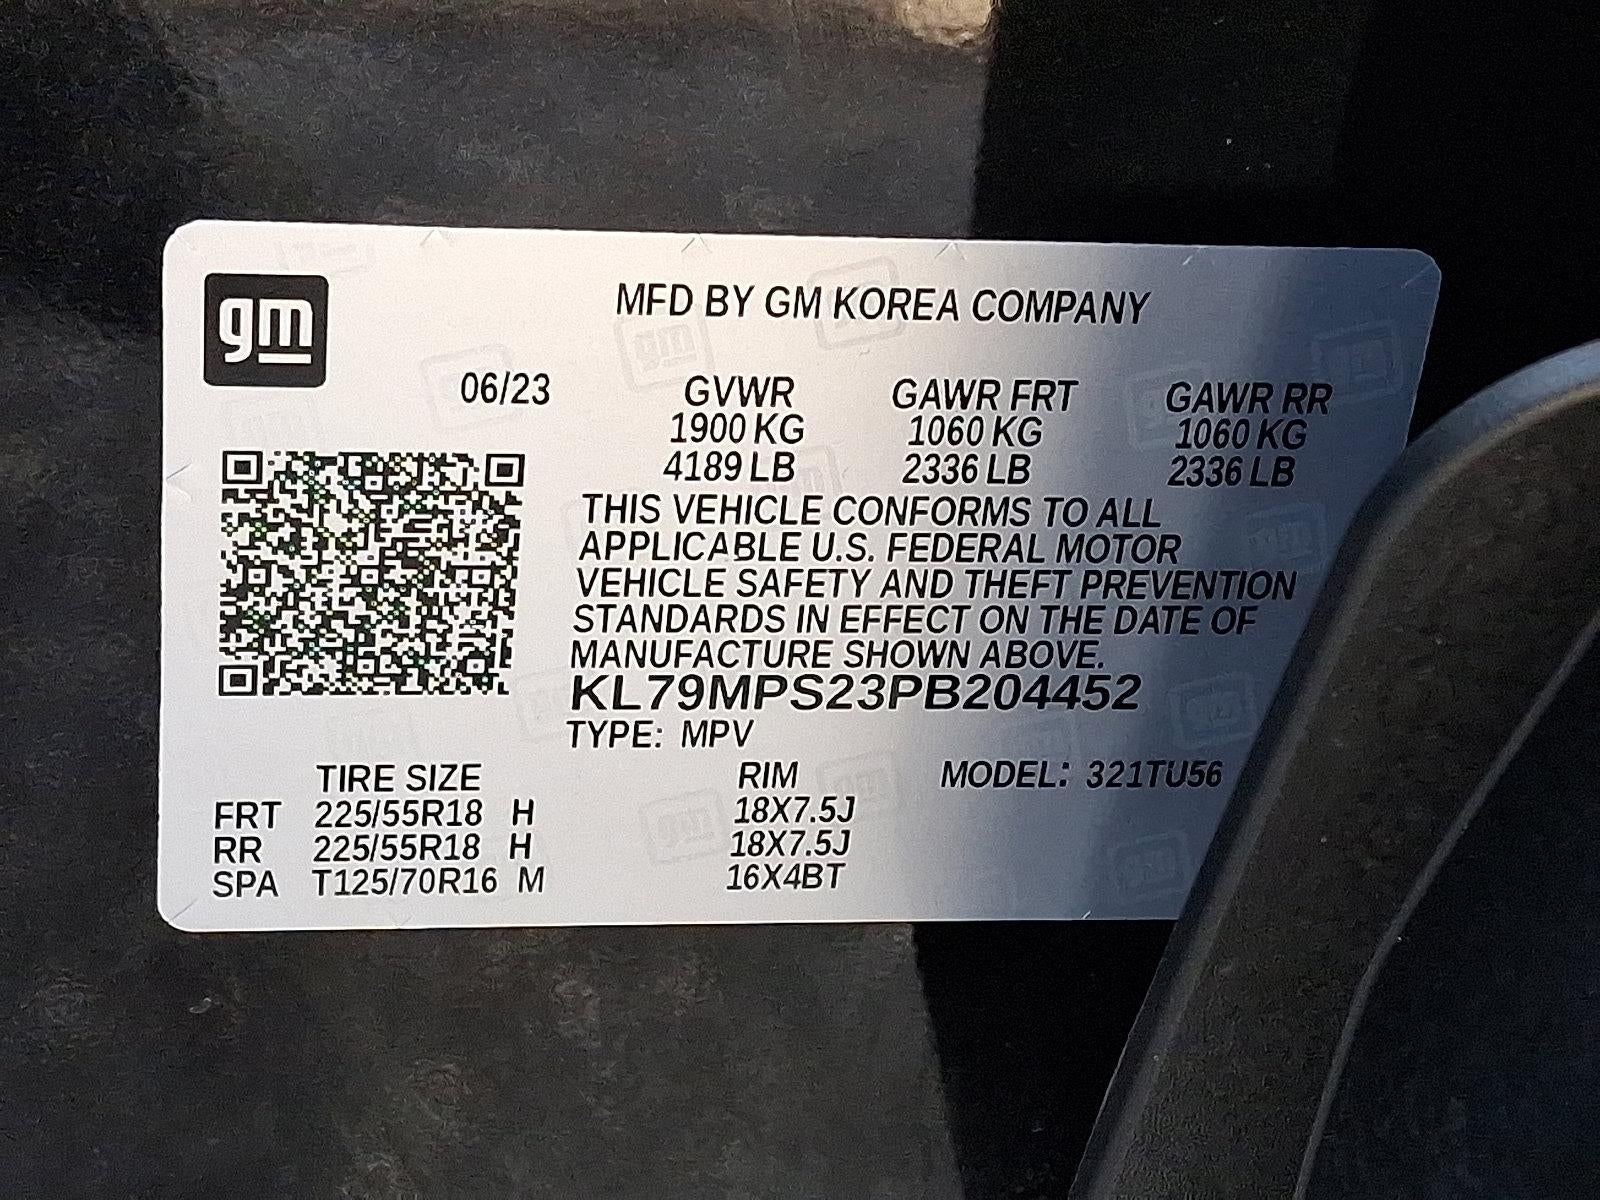 gm
MFD BY GM KOREA COMPANY
06/23 GVWR GAWR FRT GAWR RR
1900 KG 1060 KG 1060 KG
4189 LB 2336 LB 2336 LB
THIS VEHICLE CONFORMS TO ALL
APPLICABLE U.S. FEDERAL MOTOR
VEHICLE SAFETY AND THEFT PREVENTION
STANDARDS IN EFFECT ON THE DATE OF
MANUFACTURE SHOWN ABOVE.
KL79MPS23PB204452
TYPE: MPV
TIRE SIZE RIM MODEL: 321TU56
FRT 225/55R18 H 18X7.5J
RR 225/55R18 H 18X7.5J
SPA T125/70R16 M 16X4BT